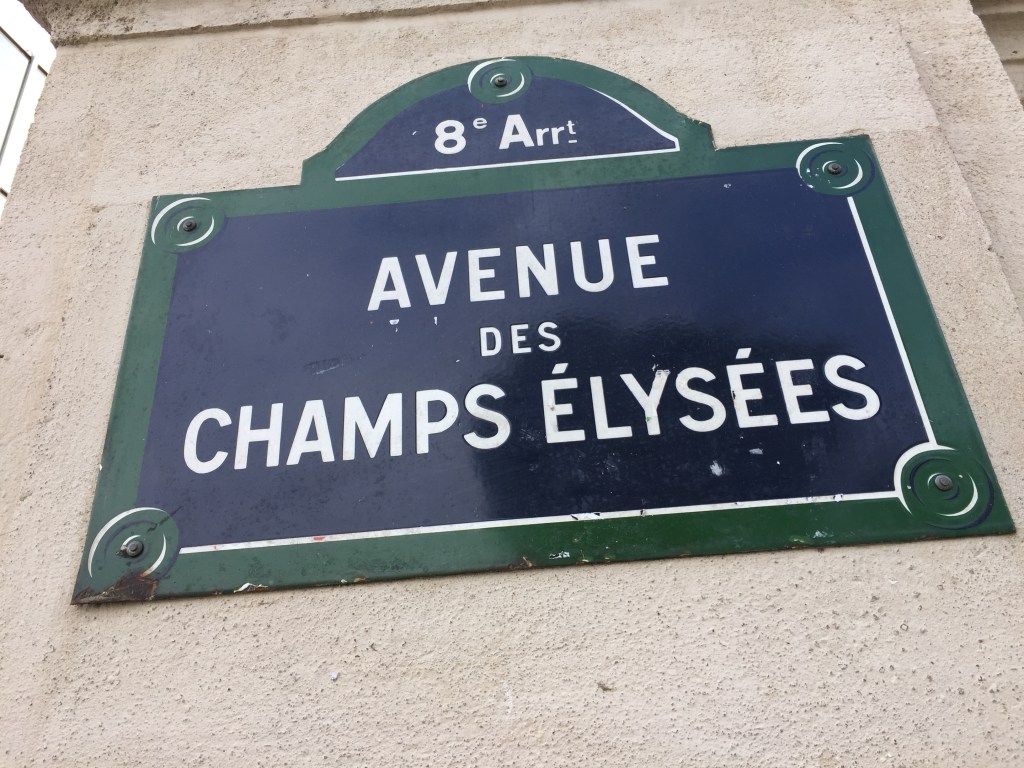 8e Arrt
AVENUE
DES
CHAMPS ÉLYSÉES